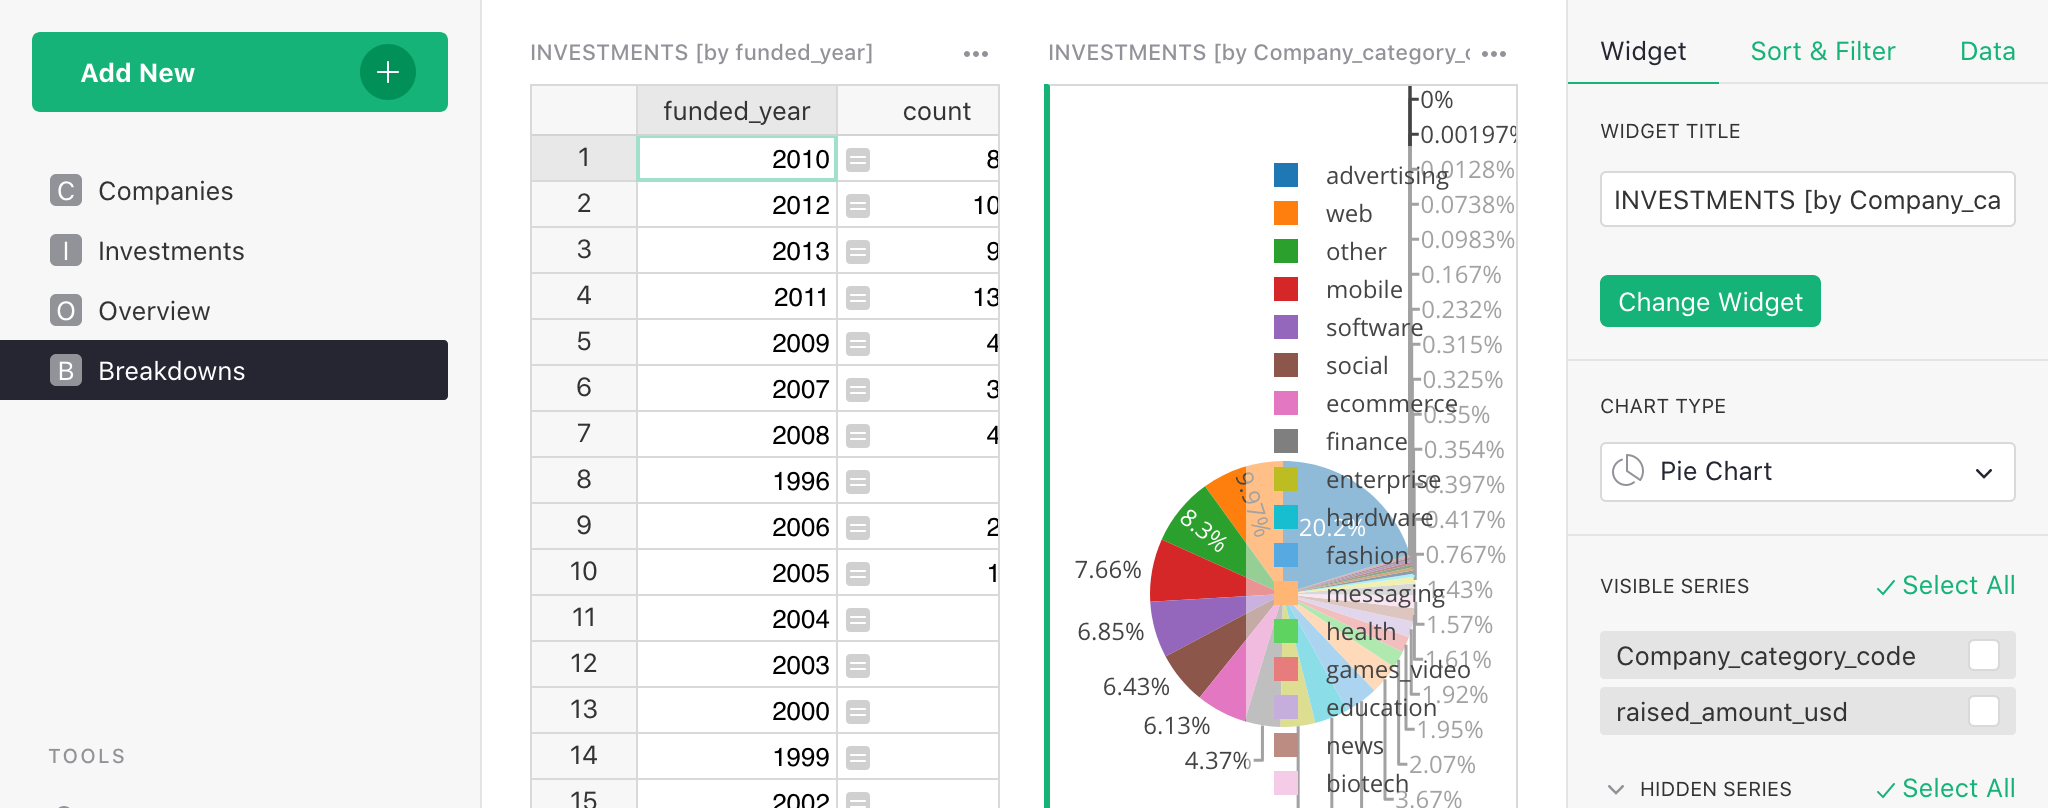 Add New
C Companies
I Investments
O Overview
B Breakdowns
TOOLS
INVESTMENTS [by funded_year]
funded_year count
1 2010 = 8
2 2012 = 10
3 2013 = 9
4 2011 = 13
5 2009 = 4
6 2007 = 3
7 2008 = 4
8 1996 =
9 2006 = 2
10 2005 = 1
11 2004 =
12 2003 =
13 2000 =
14 1999 =
15 2002 =
INVESTMENTS [by Company_category_c
0%
0.00197%
0.0128%
0.0738%
0.0983%
0.167%
0.232%
0.315%
0.325%
0.35%
0.354%
0.397%
0.417%
0.767%
1.43%
1.57%
1.61%
1.92%
1.95%
2.07%
3.67%
advertising
web
other
mobile
software
social
ecommerce
finance
enterprise
hardware
fashion
messaging
health
games_video
education
news
biotech
20.2%
9.97%
8.3%
7.66%
6.85%
6.43%
6.13%
4.37%
Widget Sort & Filter Data
WIDGET TITLE
INVESTMENTS [by Company_ca
Change Widget
CHART TYPE
Pie Chart
VISIBLE SERIES Select All
Company_category_code
raised_amount_usd
HIDDEN SERIES Select All